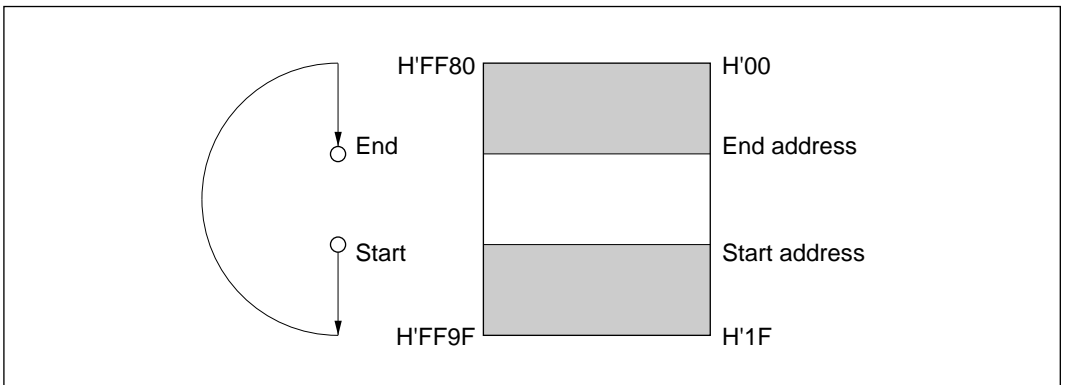 H'FF80 H'00
End End address
Start Start address
H'FF9F H'1F